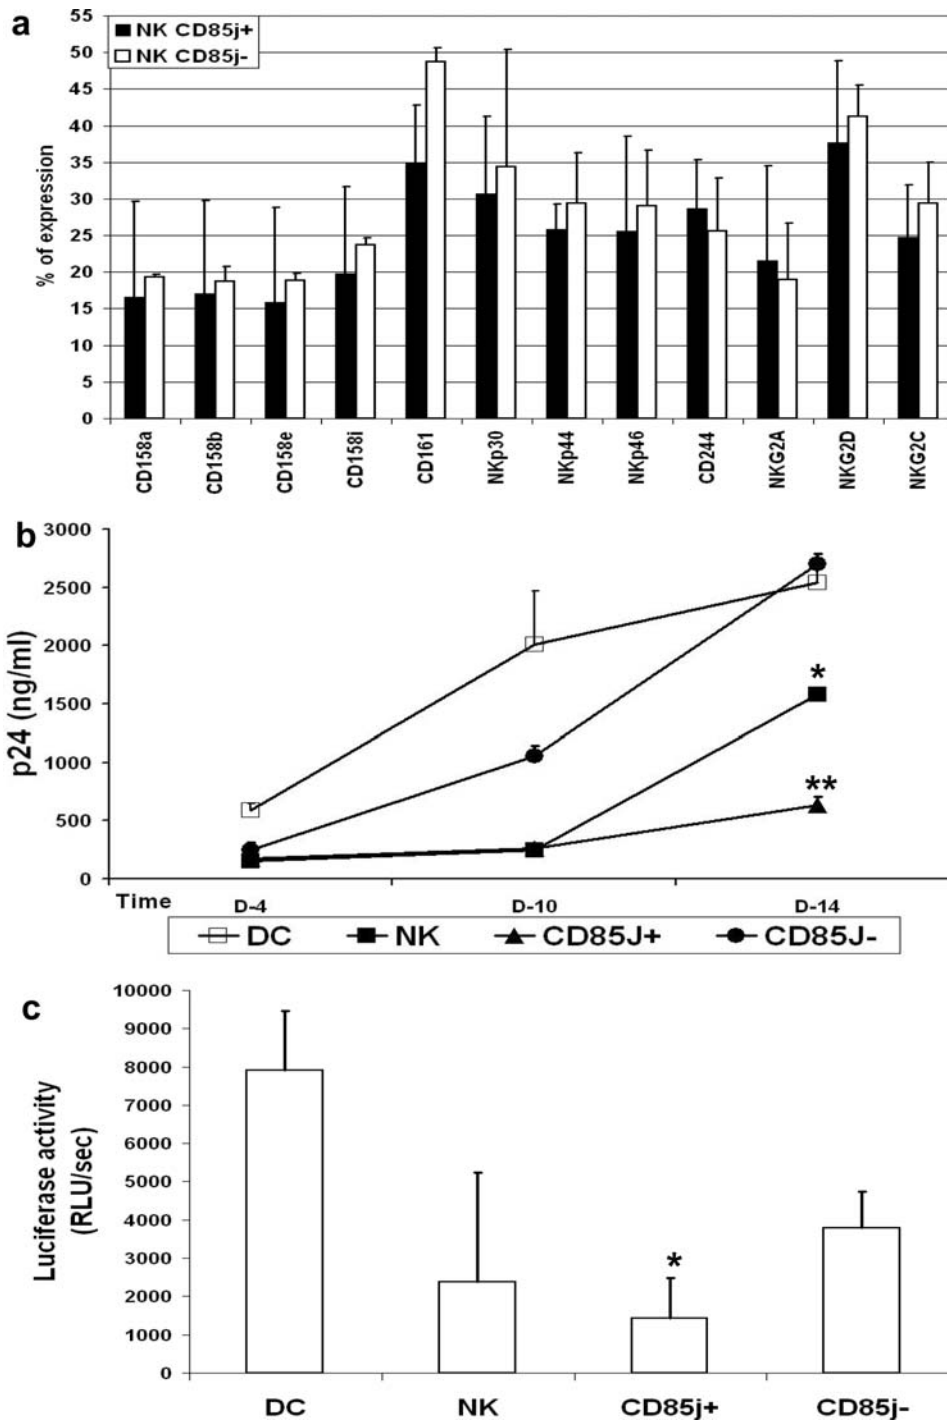 a
NK CD85j+
NK CD85j-
% of expression
55
50
45
40
35
30
25
20
15
10
5
0
CD158a
CD158b
CD158e
CD158i
CD161
NKp30
NKp44
NKp46
CD244
NKG2A
NKG2D
NKG2C
b
p24 (ng/ml)
3000
2500
2000
1500
1000
500
0
*
**
Time D-4 D-10 D-14
DC NK CD85J+ CD85J-
c
Luciferase activity
(RLU/sec)
10000
9000
8000
7000
6000
5000
4000
3000
2000
1000
0
*
DC NK CD85j+ CD85j-